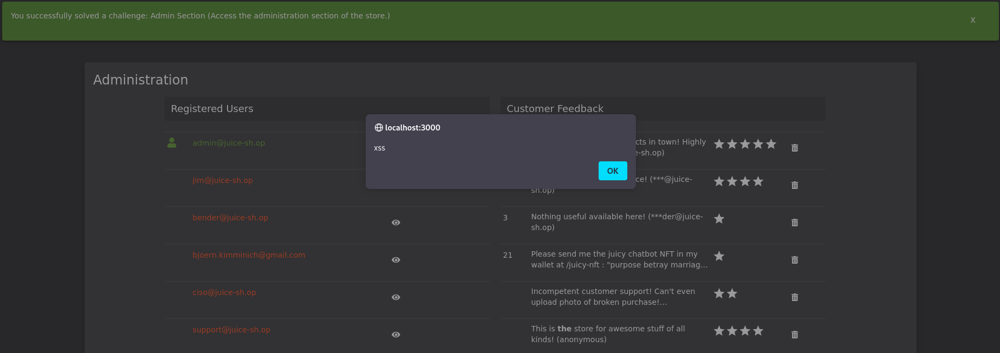 You successfully solved a challenge: Admin Section (Access the administration section of the store.)
X
Administration
Registered Users
Customer Feedback
localhost:3000
xss
OK
admin@juice-sh.op
cts in town! Highly
e-sh.op)
jim@juice-sh.op
ce! (***@juice-
sh.op)
bender@juice-sh.op
3
Nothing useful available here! (***der@juice-
sh.op)
bjoern.kimminich@gmail.com
21
Please send me the juicy chatbot NFT in my
wallet at /juicy-nft : "purpose betray marriag...
ciso@juice-sh.op
Incompetent customer support! Can't even
upload photo of broken purchase!...
support@juice-sh.op
This is the store for awesome stuff of all
kinds! (anonymous)